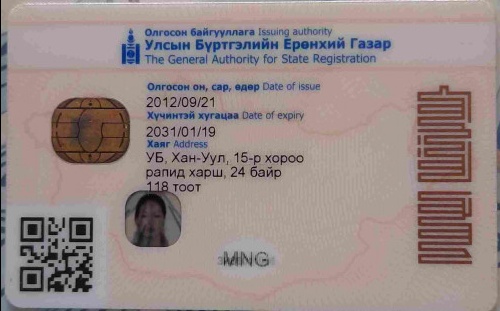 Олгосон байгууллага Issuing authority
Улсын Бүртгэлийн Ерөнхий Газар
The General Authority for State Registration
Олгосон он, сар, өдөр Date of issue
2012/09/21
Хүчинтэй хугацаа Date of expiry
2031/01/19
Хаяг Address
УБ, Хан-Уул, 15-р хороо
рапид харш, 24 байр
118 тоот
MNG